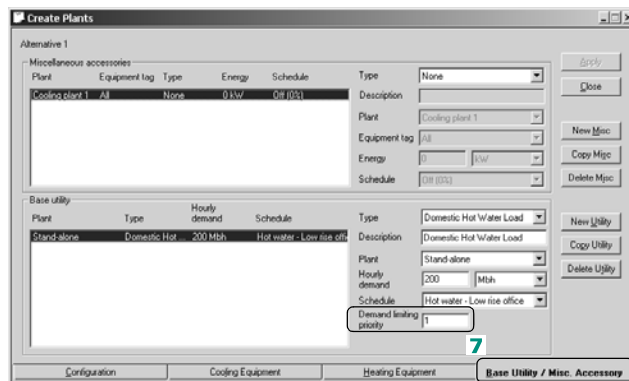 Create Plants
Alternative 1
Miscellaneous accessories
Plant Equipment tag Type Energy Schedule
Cooling plant 1 All None 0 kW Off (0%)
Type None
Description
Plant Cooling plant 1
Equipment tag All
Energy 0 kW
Schedule Off (0%)
Apply
Close
New Misc
Copy Misc
Delete Misc
Base utility
Plant Type Hourly demand Schedule
Stand-alone Domestic Hot ... 200 Mbh Hot water - Low rise offi
Type Domestic Hot Water Load
Description Domestic Hot Water Load
Plant Stand-alone
Hourly demand 200 Mbh
Schedule Hot water - Low rise office
Demand limiting priority 1
New Utility
Copy Utility
Delete Utility
7
Configuration Cooling Equipment Heating Equipment Base Utility / Misc. Accessory